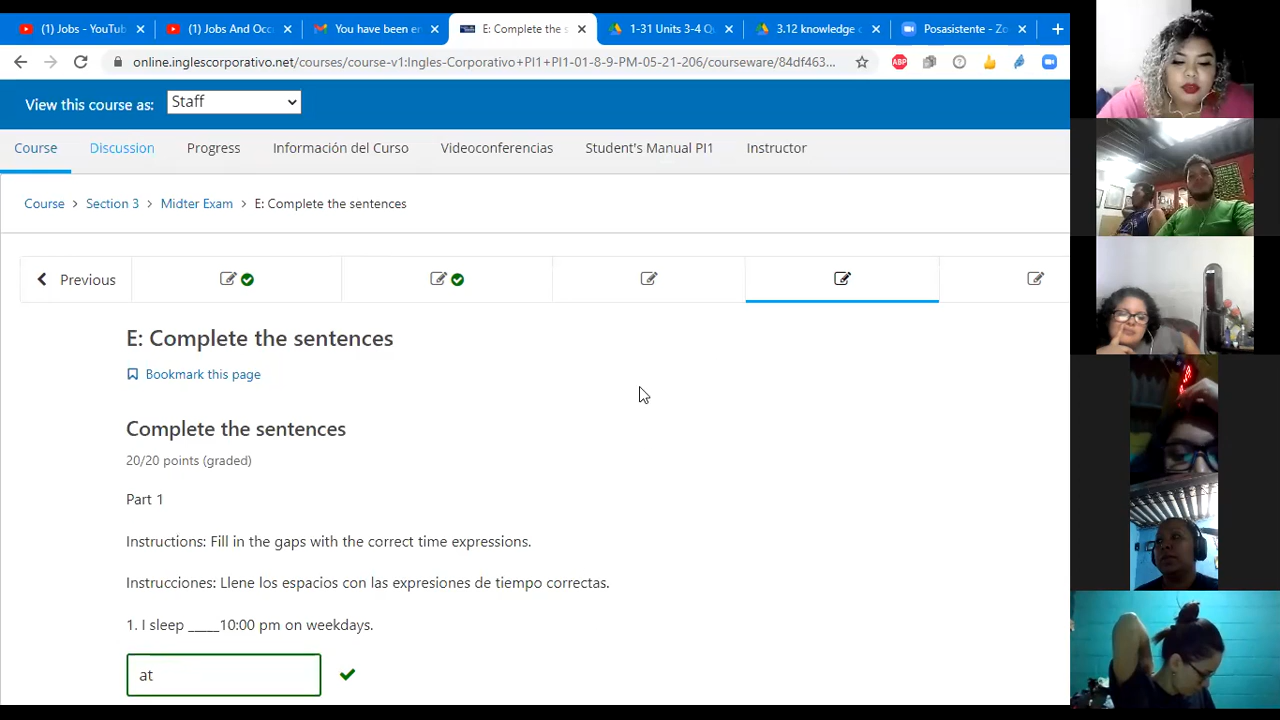 (1) Jobs - YouTub
(1) Jobs And Occ
You have been e
E: Complete the s
1-31 Units 3-4 Q
3.12 knowledge c
Posasistente - Zo
online.inglescorporativo.net/courses/course-v1:Ingles-Corporativo+PI1+PI1-01-8-9-PM-05-21-206/courseware/84df463...
ABP
View this course as: Staff
Course Discussion Progress Información del Curso Videoconferencias Student's Manual PI1 Instructor
Course > Section 3 > Midter Exam > E: Complete the sentences
Previous
E: Complete the sentences
Bookmark this page
Complete the sentences
20/20 points (graded)
Part 1
Instructions: Fill in the gaps with the correct time expressions.
Instrucciones: Llene los espacios con las expresiones de tiempo correctas.
1. I sleep _____10:00 pm on weekdays.
at